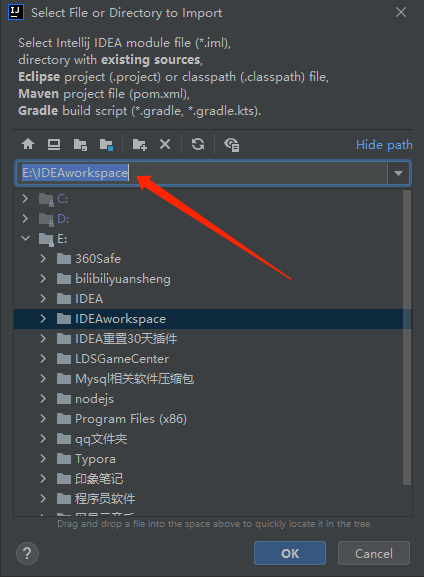 Select File or Directory to Import
Select Intellij IDEA module file (*.iml),
directory with existing sources,
Eclipse project (.project) or classpath (.classpath) file,
Maven project file (pom.xml),
Gradle build script (*.gradle, *.gradle.kts).
Hide path
E:\IDEAworkspace
C:
D:
E:
360Safe
bilibiliyuansheng
IDEA
IDEAworkspace
IDEA重置30天插件
LDSGameCenter
Mysql相关软件压缩包
nodejs
Program Files (x86)
qq文件夹
Typora
印象笔记
程序员软件
Drag and drop a file into the space above to quickly locate it in the tree
? OK Cancel